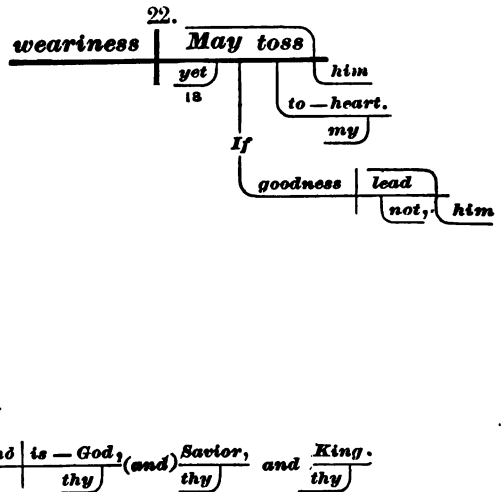 22.
weariness May toss
yet him
18
to — heart.
my
If
goodness lead
not, him
is — God, (and) Savior, and King.
thy thy thy